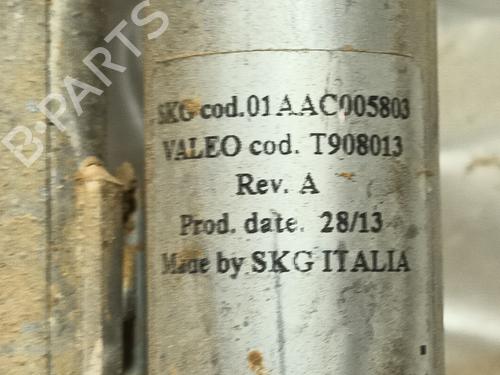 B-PARTS
SKG cod.01AAC005803
VALEO cod. T908013
Rev. A
Prod. date. 28/13
Made by SKG ITALIA